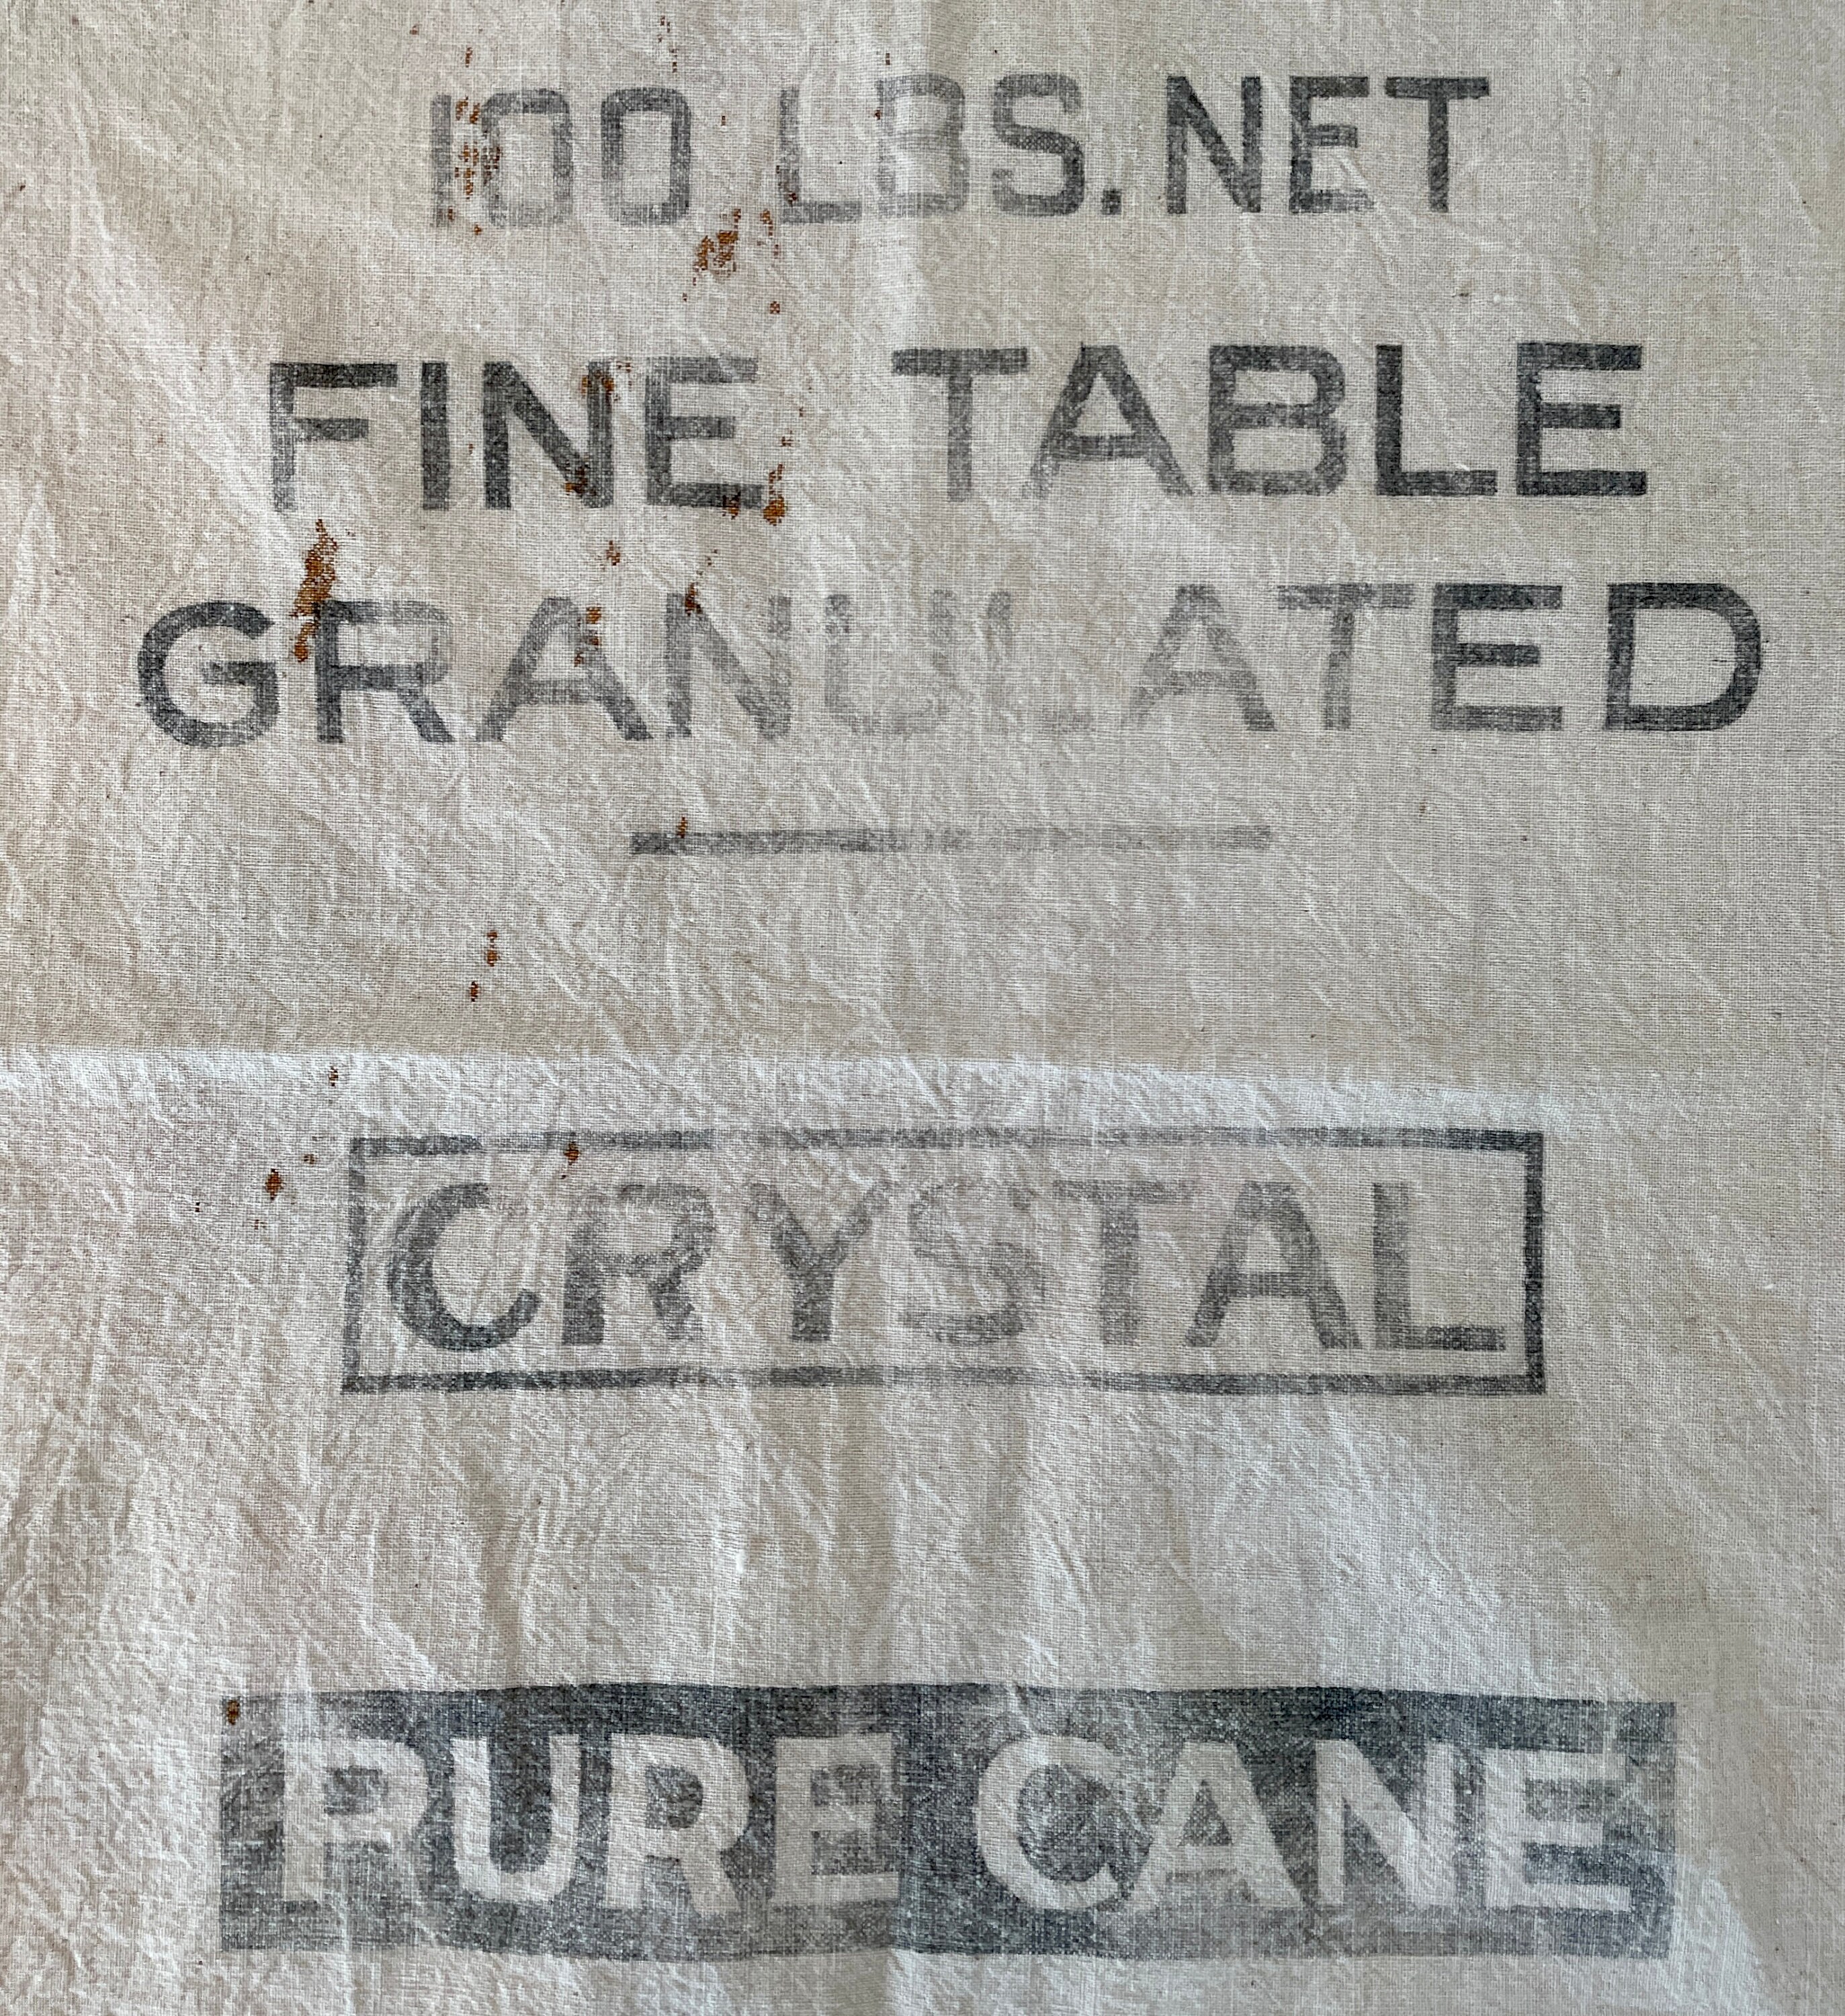 100 LBS. NET
FINE TABLE
GRANULATED
CRYSTAL
PURE CANE